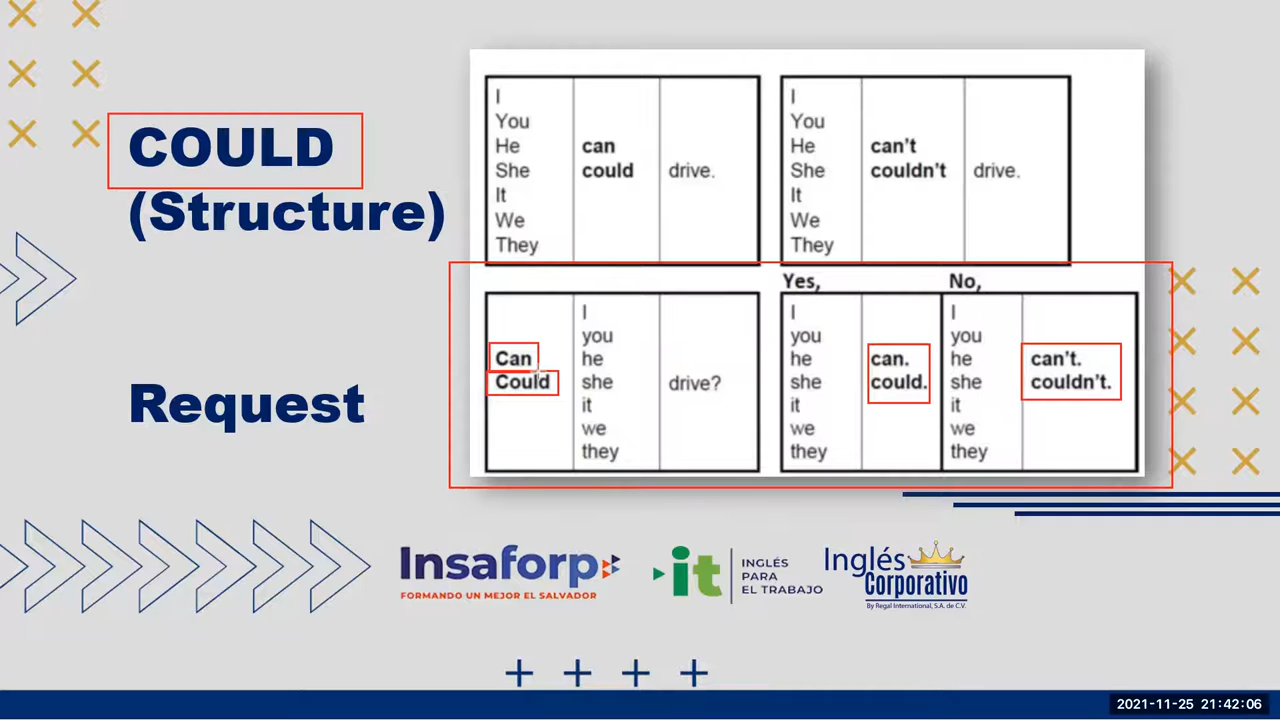 COULD
(Structure)
Request
I
You
He
She
It
We
They
can
could
drive.
I
You
He
She
It
We
They
can't
couldn't
drive.
Can
Could
I
you
he
she
it
we
they
drive?
Yes,
No,
I
you
he
she
it
we
they
can.
could.
I
you
he
she
it
we
they
can't.
couldn't.
Insaforp
FORMANDO UN MEJOR EL SALVADOR
it
INGLÉS
PARA
EL TRABAJO
Inglés
Corporativo
By Regal International, S.A. de C.V.
2021-11-25 21:42:06